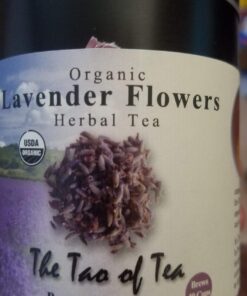 Organic
Lavender Flowers
Herbal Tea
USDA
ORGANIC
The Tao of Tea
Brews